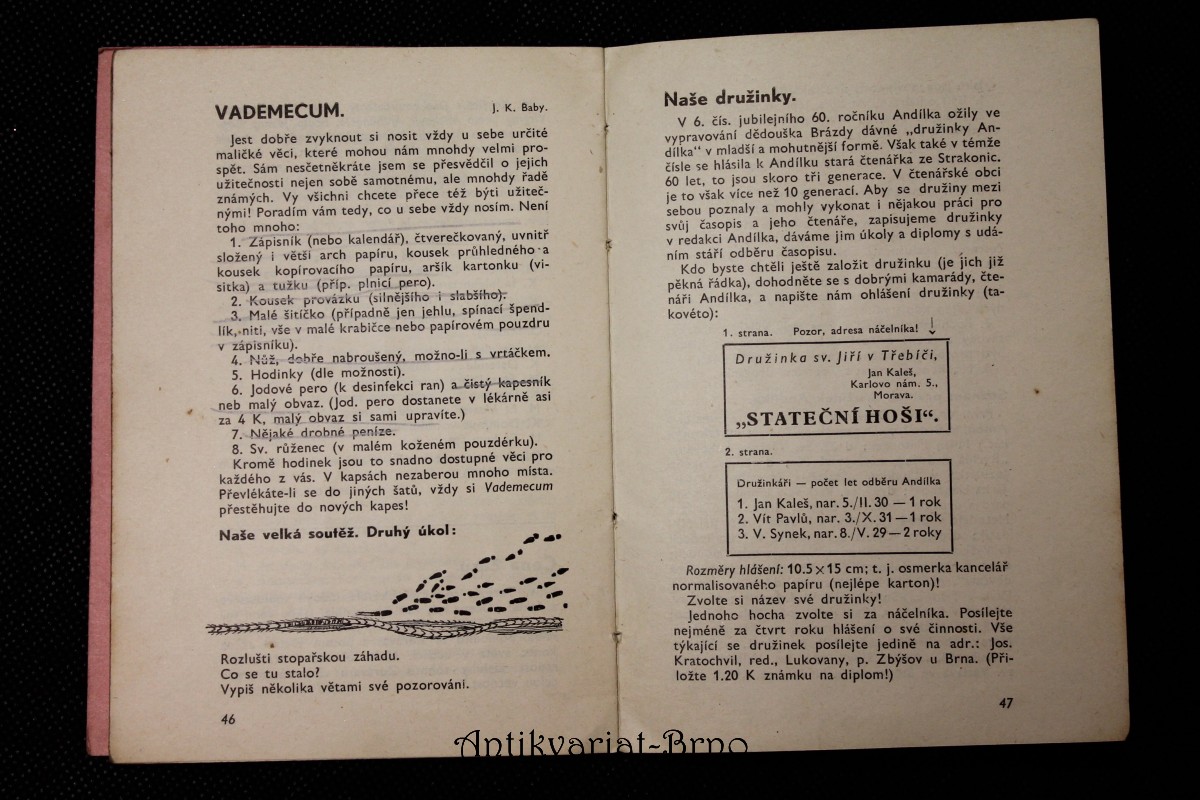 VADEMECUM.
J. K. Baby.
Jest dobře zvyknout si nosit vždy u sebe určité
maličké věci, které mohou nám mnohdy velmi pro-
spět. Sám nesčetněkráte jsem se přesvědčil o jejich
užitečnosti nejen sobě samotnému, ale mnohdy řadě
známých. Vy všichni chcete přece též býti užiteč-
nými! Poradím vám tedy, co u sebe vždy nosím. Není
toho mnoho:
1. Zápisník (nebo kalendář), čtverečkovaný, uvnitř
složený i větší arch papíru, kousek průhledného a
kousek kopírovacího papíru, aršík kartonku (vi-
sitka) a tužku (příp. plnicí pero).
2. Kousek provázku (silnějšího i slabšího).
3. Malé šitíčko (případně jen jehlu, spínací špend-
lík, niti, vše v malé krabičce nebo papírovém pouzdru
v zápisníku).
4. Nůž, dobře nabroušený, možno-li s vrtáčkem.
5. Hodinky (dle možnosti).
6. Jodové pero (k desinfekci ran) a čistý kapesník
neb malý obvaz. (Jod. pero dostanete v lékárně asi
za 4 K, malý obvaz si sami upravíte.)
7. Nějaké drobné peníze.
8. Sv. růženec (v malém koženém pouzdérku).
Kromě hodinek jsou to snadno dostupné věci pro
každého z vás. V kapsách nezaberou mnoho místa.
Převlékáte-li se do jiných šatů, vždy si Vademecum
přestěhujte do nových kapes!
Naše velká soutěž. Druhý úkol:
Rozlušti stopařskou záhadu.
Co se tu stalo?
Vypiš několika větami své pozorování.
46
Naše družinky.
V 6. čís. jubilejního 60. ročníku Andílka ožily ve
vypravování dědouška Brázdy dávné „družinky An-
dílka" v mladší a mohutnější formě. Však také v témže
čísle se hlásila k Andílku stará čtenářka ze Strakonic.
60 let, to jsou skoro tři generace. V čtenářské obci
je to však více než 10 generací. Aby se družiny mezi
sebou poznaly a mohly vykonat i nějakou práci pro
svůj časopis a jeho čtenáře, zapisujeme družinky
v redakci Andílka, dáváme jim úkoly a diplomy s udá-
ním stáří odběru časopisu.
Kdo byste chtěli ještě založit družinku (je jich již
pěkná řádka), dohodněte se s dobrými kamarády, čte-
náři Andílka, a napište nám ohlášení družinky (ta-
kovéto):
1. strana. Pozor, adresa náčelníka!
Družinka sv. Jiří v Třebíči,
Jan Kaleš,
Karlovo nám. 5.,
Morava.
„STATEČNÍ HOŠI".
2. strana.
Družinkáři — počet let odběru Andílka
1. Jan Kaleš, nar. 5./II. 30 — 1 rok
2. Vít Pavlů, nar. 3./X. 31 — 1 rok
3. V. Synek, nar. 8./V. 29 — 2 roky
Rozměry hlášení: 10.5 × 15 cm; t. j. osmerka kancelář
normalisovaného papíru (nejlépe karton)!
Zvolte si název své družinky!
Jednoho hocha zvolte si za náčelníka. Posílejte
nejméně za čtvrt roku hlášení o své činnosti. Vše
týkající se družinek posílejte jedině na adr.: Jos.
Kratochvil, red., Lukovany, p. Zbýšov u Brna. (Při-
ložte 1.20 K známku na diplom!)
47
Antikvariat-Brno